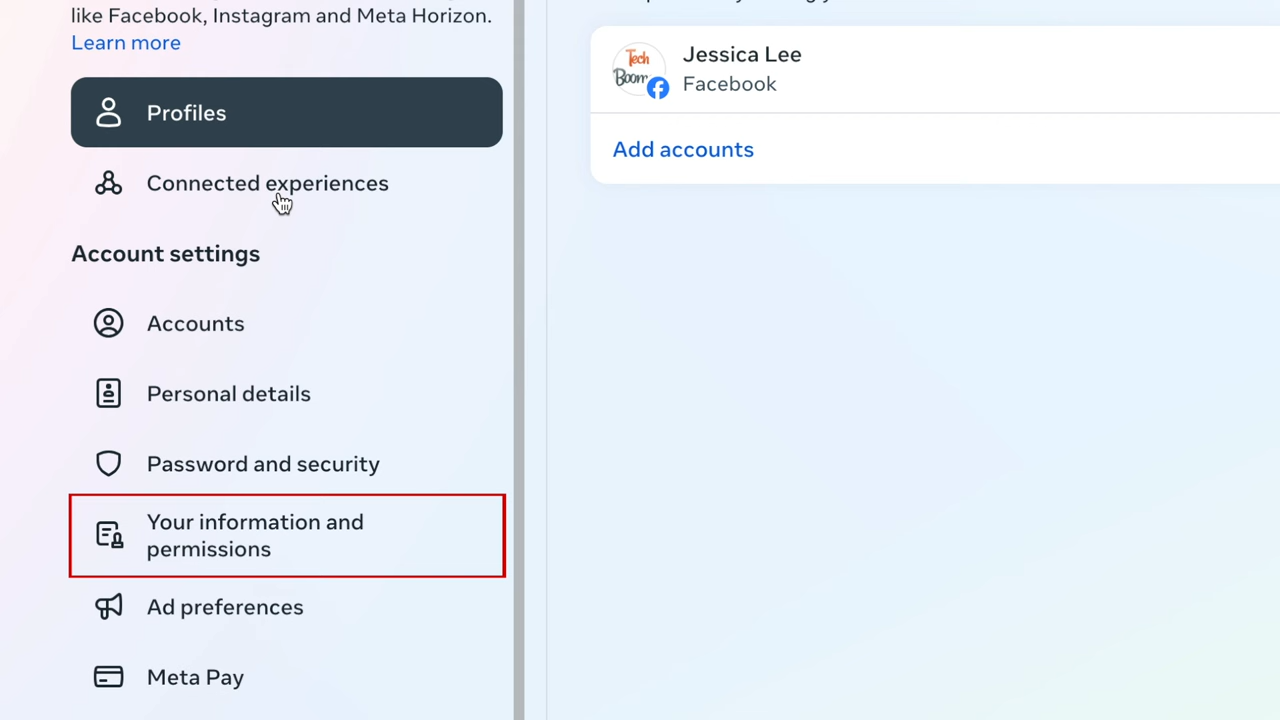 like Facebook, Instagram and Meta Horizon.
Learn more
Profiles
Connected experiences
Account settings
Accounts
Personal details
Password and security
Your information and
permissions
Ad preferences
Meta Pay
Tech
Boom
Jessica Lee
Facebook
Add accounts